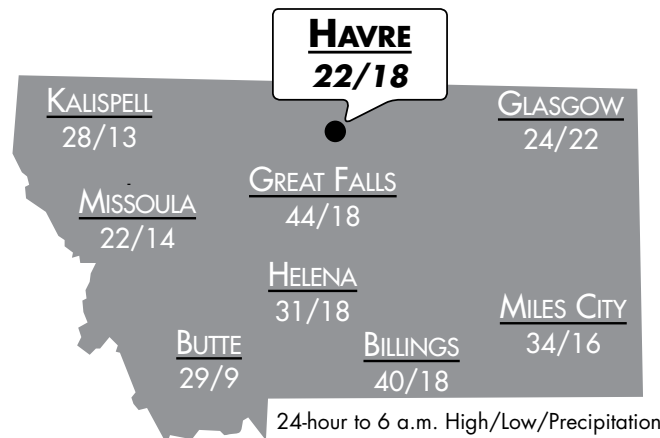 HAVRE
22/18
KALISPELL
28/13
GLASGOW
24/22
GREAT FALLS
44/18
MISSOULA
22/14
HELENA
31/18
MILES CITY
34/16
BUTTE
29/9
BILLINGS
40/18
24-hour to 6 a.m. High/Low/Precipitation